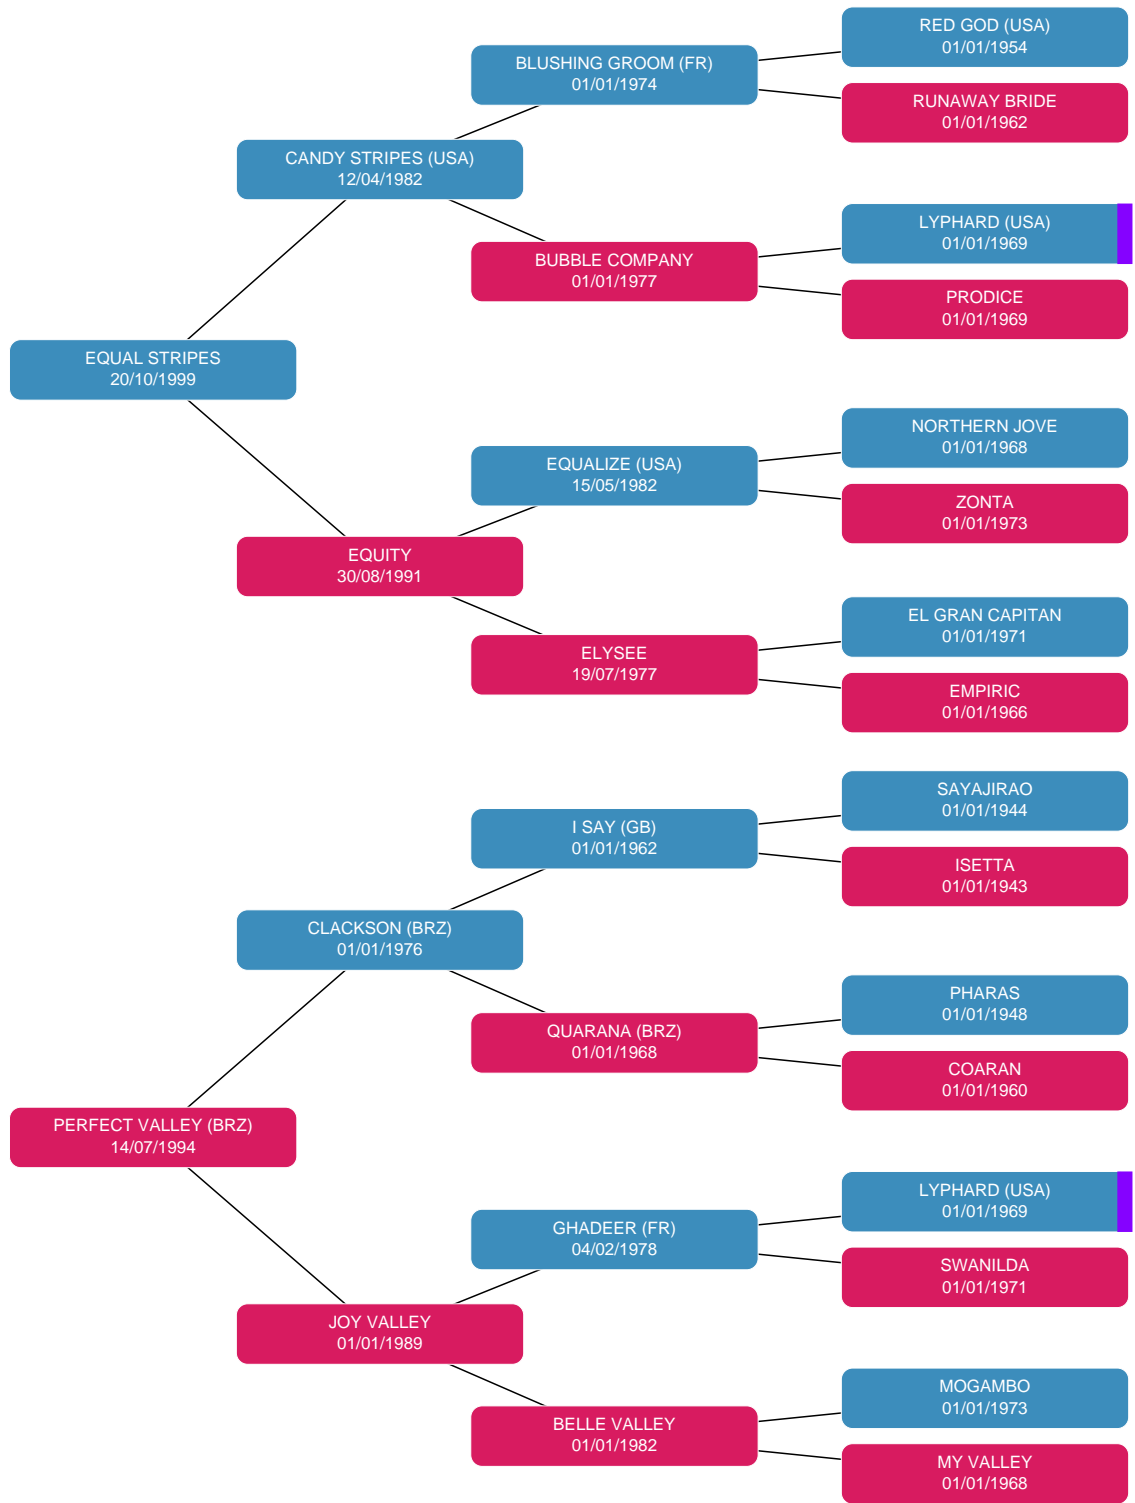 RED GOD (USA)
01/01/1954
BLUSHING GROOM (FR)
01/01/1974
RUNAWAY BRIDE
01/01/1962
CANDY STRIPES (USA)
12/04/1982
LYPHARD (USA)
01/01/1969
BUBBLE COMPANY
01/01/1977
PRODICE
01/01/1969
EQUAL STRIPES
20/10/1999
NORTHERN JOVE
01/01/1968
EQUALIZE (USA)
15/05/1982
ZONTA
01/01/1973
EQUITY
30/08/1991
EL GRAN CAPITAN
01/01/1971
ELYSEE
19/07/1977
EMPIRIC
01/01/1966
SAYAJIRAO
01/01/1944
I SAY (GB)
01/01/1962
ISETTA
01/01/1943
CLACKSON (BRZ)
01/01/1976
PHARAS
01/01/1948
QUARANA (BRZ)
01/01/1968
COARAN
01/01/1960
PERFECT VALLEY (BRZ)
14/07/1994
LYPHARD (USA)
01/01/1969
GHADEER (FR)
04/02/1978
SWANILDA
01/01/1971
JOY VALLEY
01/01/1989
MOGAMBO
01/01/1973
BELLE VALLEY
01/01/1982
MY VALLEY
01/01/1968